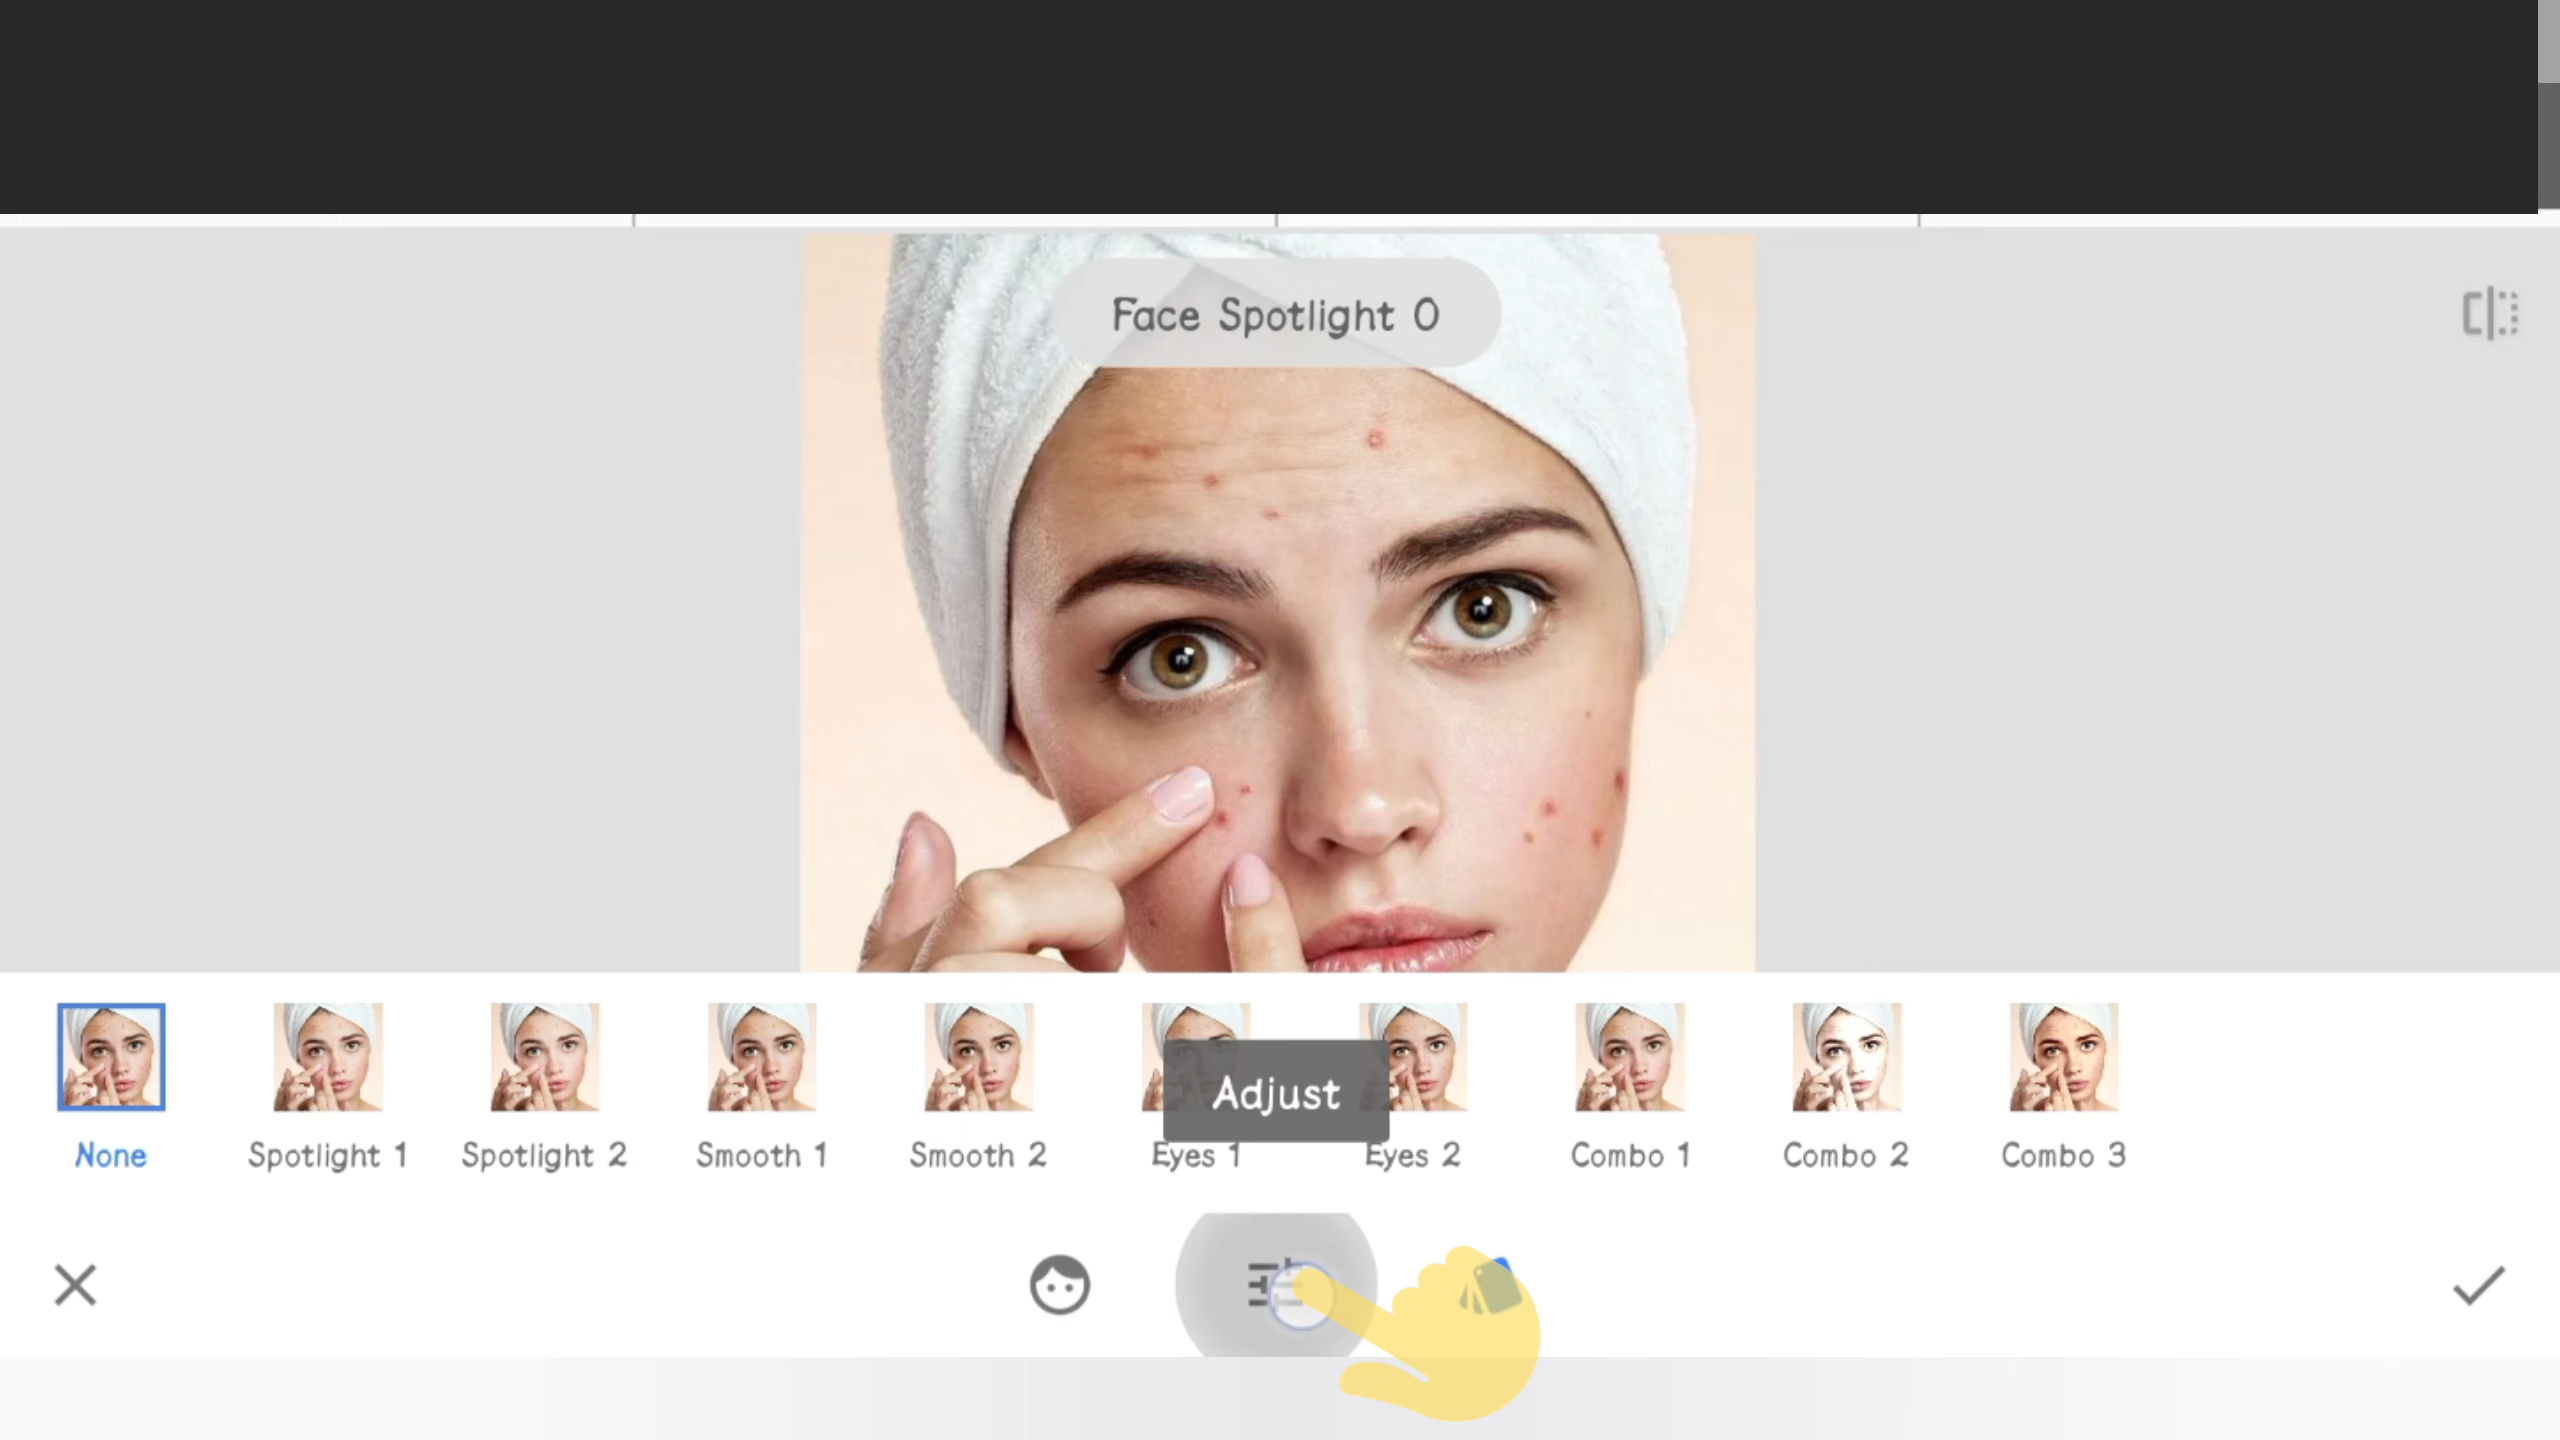 Face Spotlight 0
Adjust
None
Spotlight 1
Spotlight 2
Smooth 1
Smooth 2
Eyes 1
Eyes 2
Combo 1
Combo 2
Combo 3